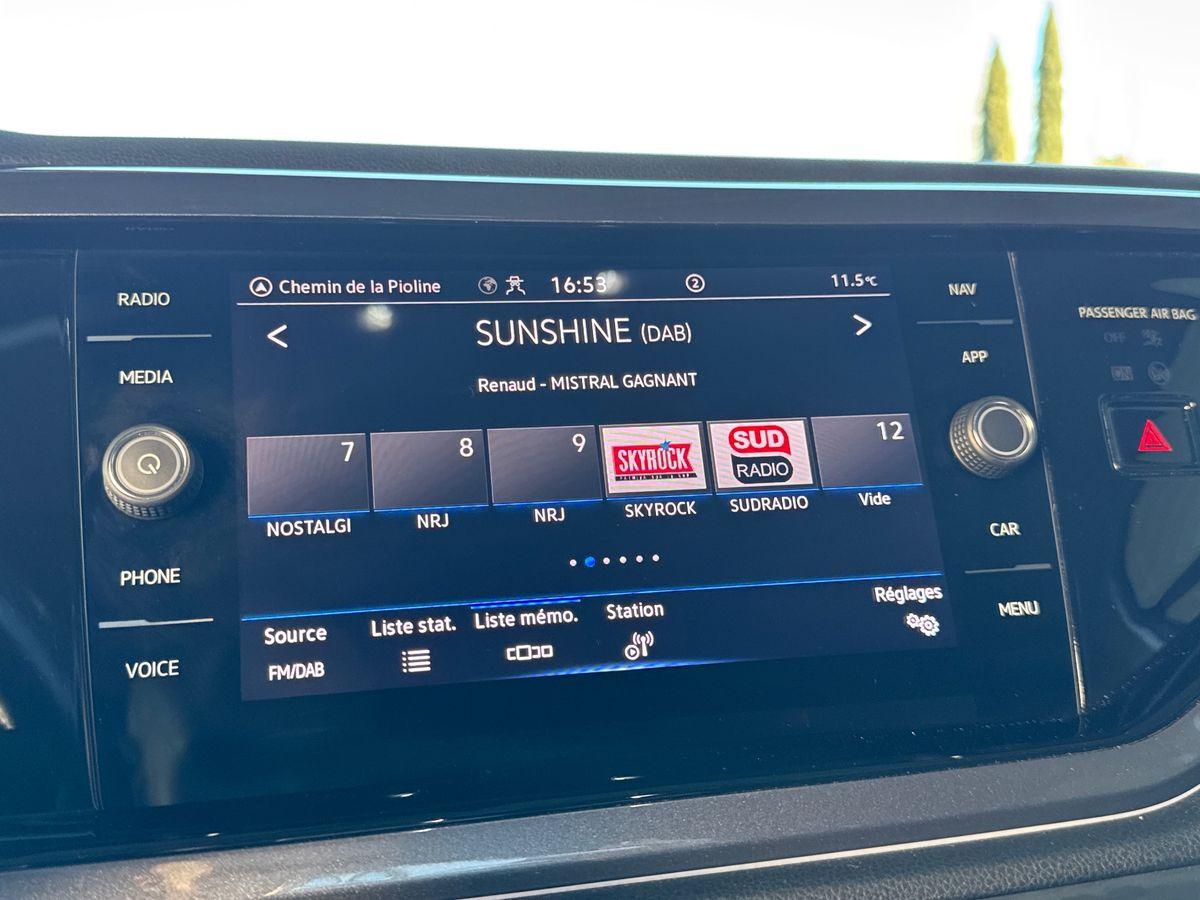 Chemin de la Pioline 16:53 2 11.5°C
SUNSHINE (DAB)
Renaud - MISTRAL GAGNANT
7 8 9 SKYROCK SUD RADIO 12
NOSTALGI NRJ NRJ SKYROCK SUDRADIO Vide
Source Liste stat. Liste mémo. Station Réglages
FM/DAB
RADIO
MEDIA
PHONE
VOICE
NAV
APP
CAR
MENU
PASSENGER AIR BAG
OFF
ON